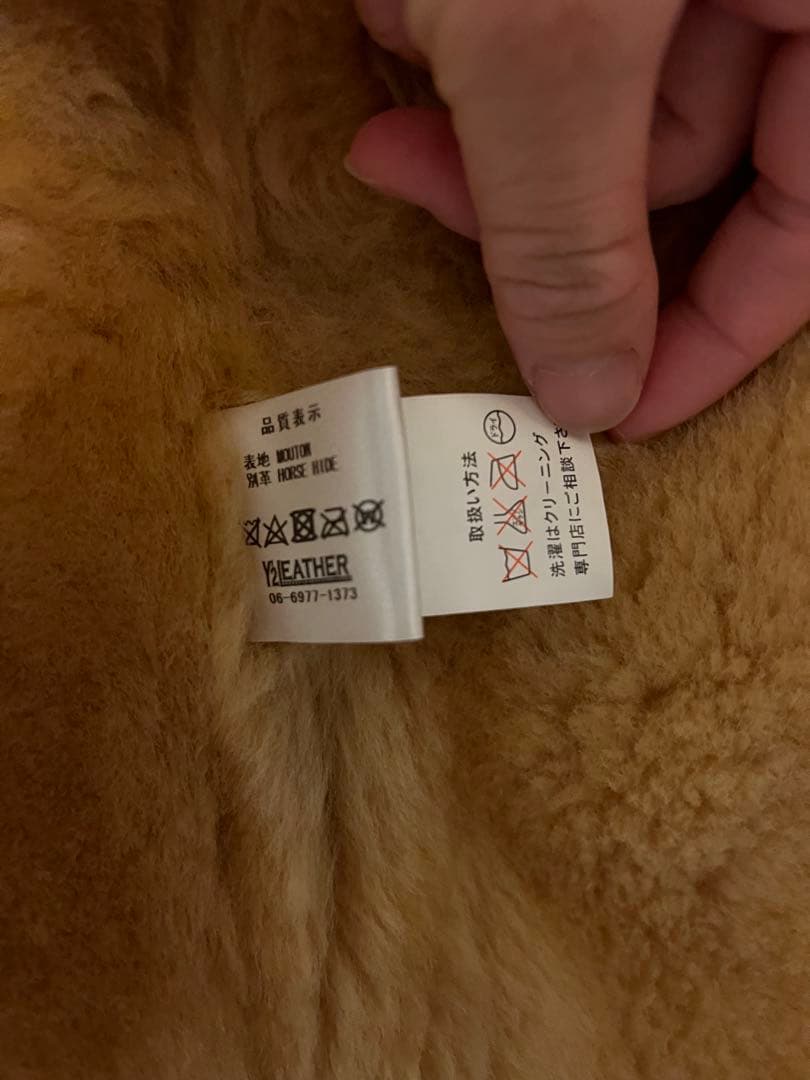 品質表示
表地 MOUTON
別革 HORSE HIDE
Y'2 LEATHER
06-6977-1373
取扱い方法
ドライ
洗濯はクリーニング
専門店にご相談下さ